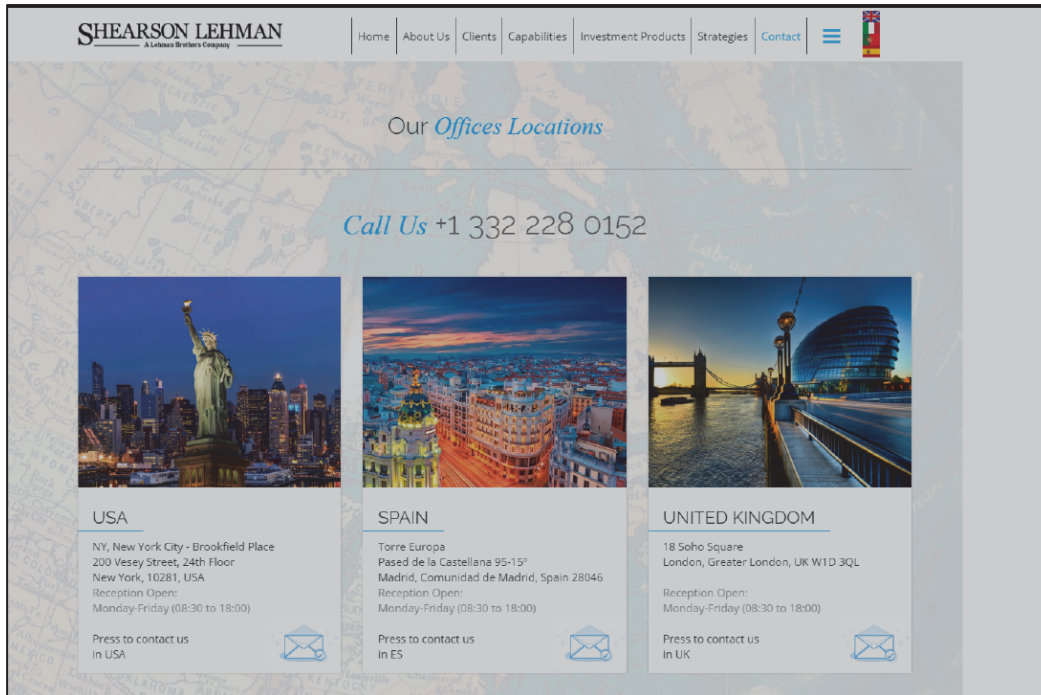 SHEARSON LEHMAN
A Lehman Brothers Company
Home About Us Clients Capabilities Investment Products Strategies Contact
Our Offices Locations
Call Us +1 332 228 0152
USA
NY, New York City - Brookfield Place
200 Vesey Street, 24th Floor
New York, 10281, USA
Reception Open:
Monday-Friday (08:30 to 18:00)
Press to contact us
in USA
SPAIN
Torre Europa
Pased de la Castellana 95-15º
Madrid, Comunidad de Madrid, Spain 28046
Reception Open:
Monday-Friday (08:30 to 18:00)
Press to contact us
in ES
UNITED KINGDOM
18 Soho Square
London, Greater London, UK W1D 3QL
Reception Open:
Monday-Friday (08:30 to 18:00)
Press to contact us
in UK